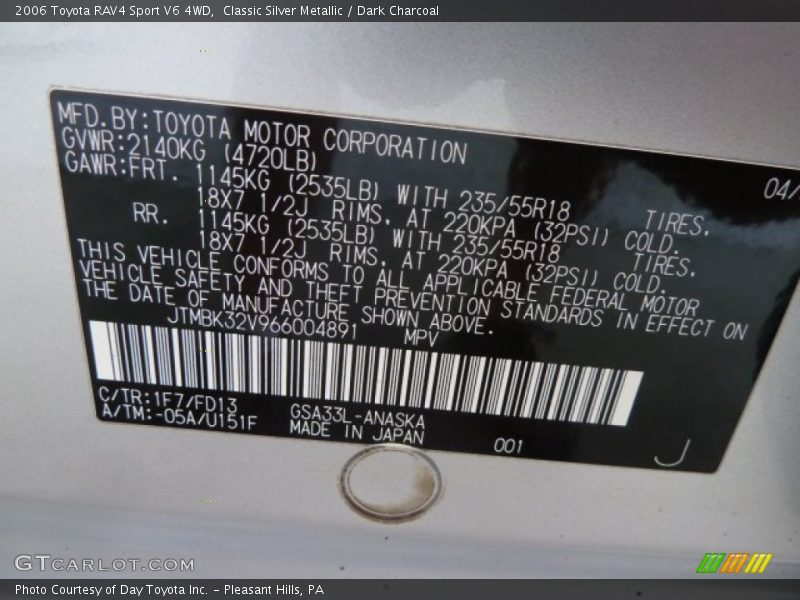 2006 Toyota RAV4 Sport V6 4WD, Classic Silver Metallic / Dark Charcoal
MFD.BY:TOYOTA MOTOR CORPORATION
04/
GVWR:2140KG (4720LB)
GAWR:FRT. 1145KG (2535LB) WITH 235/55R18 TIRES.
18X7 1/2J RIMS. AT 220KPA (32PSI) COLD.
RR. 1145KG (2535LB) WITH 235/55R18 TIRES.
18X7 1/2J RIMS. AT 220KPA (32PSI) COLD.
THIS VEHICLE CONFORMS TO ALL APPLICABLE FEDERAL MOTOR
VEHICLE SAFETY AND THEFT PREVENTION STANDARDS IN EFFECT ON
THE DATE OF MANUFACTURE SHOWN ABOVE.
JTMBK32V966004891 MPV
C/TR:1F7/FD13 GSA33L-ANASKA
A/TM:-05A/U151F MADE IN JAPAN 001 J
GTCARLOT.COM
Photo Courtesy of Day Toyota Inc. - Pleasant Hills, PA